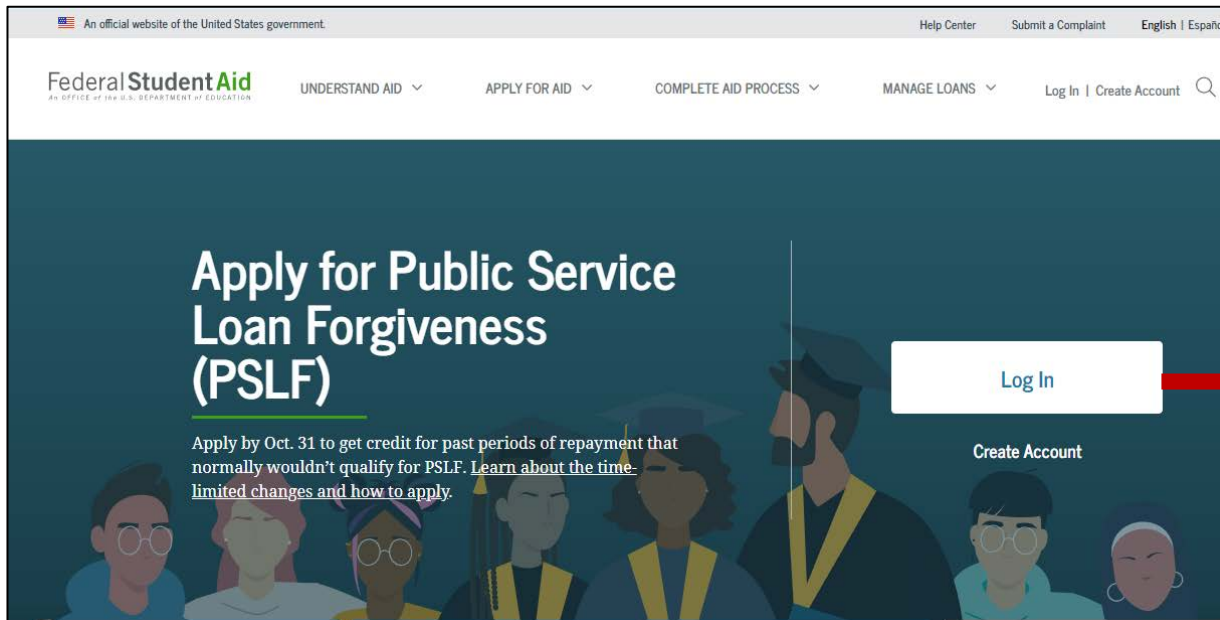 An official website of the United States government.
Help Center Submit a Complaint English | Españo
Federal Student Aid
An OFFICE of the U.S. DEPARTMENT of EDUCATION
UNDERSTAND AID APPLY FOR AID COMPLETE AID PROCESS MANAGE LOANS Log In | Create Account
Apply for Public Service
Loan Forgiveness
(PSLF)
Apply by Oct. 31 to get credit for past periods of repayment that
normally wouldn’t qualify for PSLF. Learn about the time-
limited changes and how to apply.
Log In
Create Account